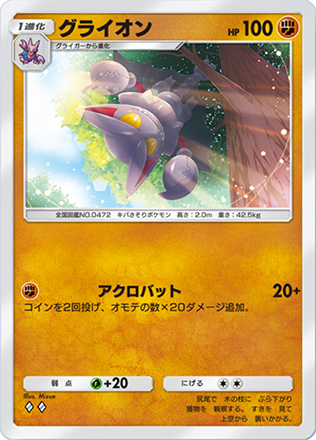 1進化 グライオン HP 100
グライガーから進化
全国図鑑NO.0472 キバさそりポケモン 高さ：2.0m 重さ：42.5kg
アクロバット 20+
コインを2回投げ、オモテの数×20ダメージ追加。
弱点 +20 にげる
Illus. Misue
尻尾で 木の枝に ぶら下がり
獲物を 観察する。 すきを 見て
上空から 襲いかかる。